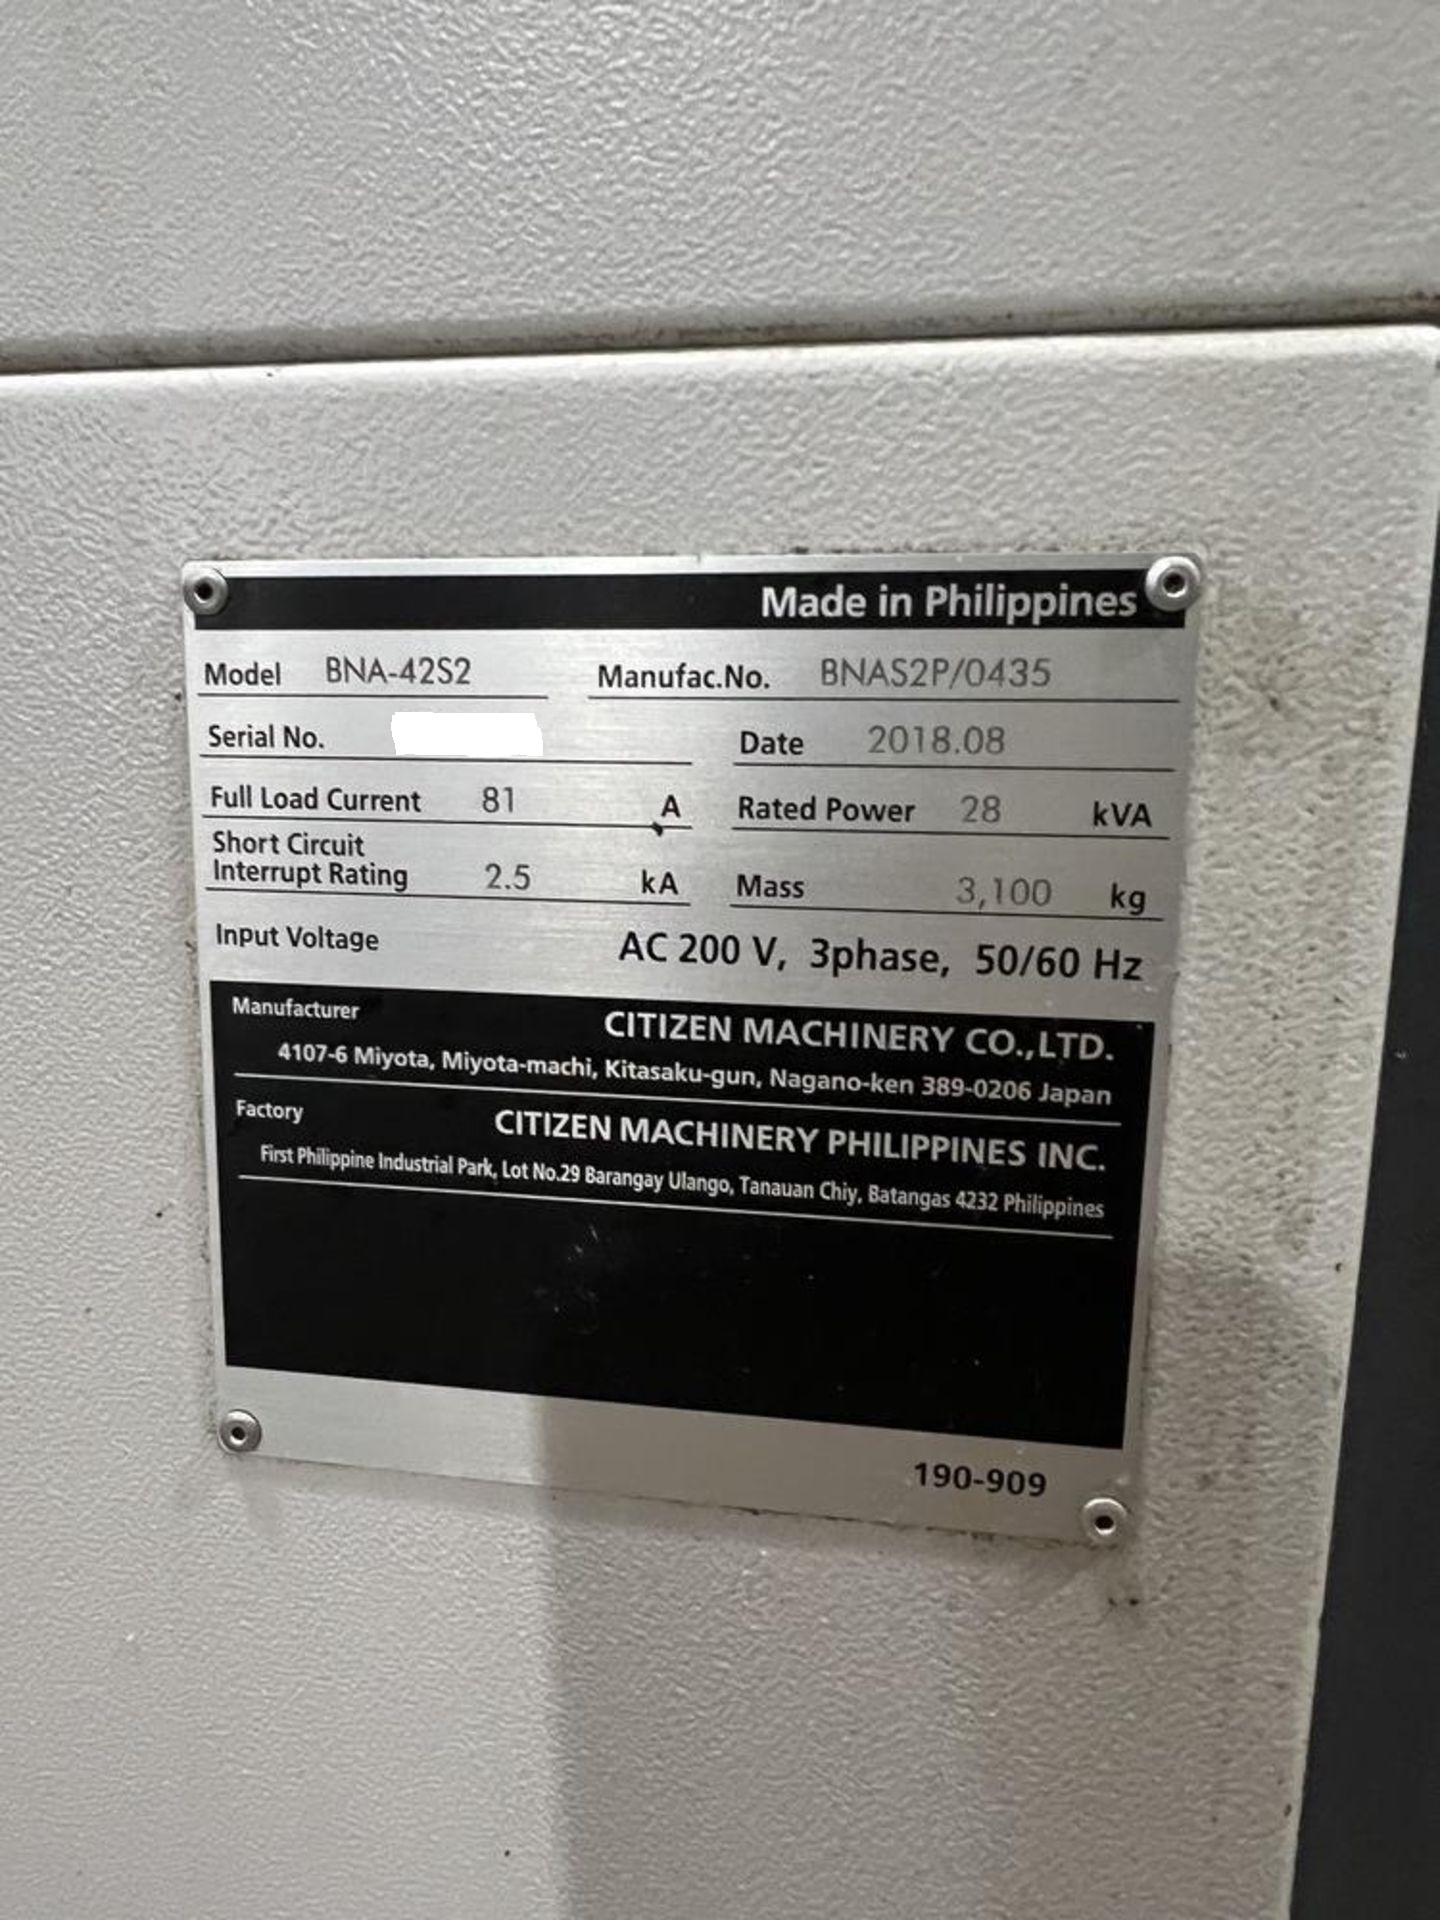 Made in Philippines
Model BNA-42S2 Manufac.No. BNAS2P/0435
Serial No. Date 2018.08
Full Load Current 81 A Rated Power 28 kVA
Short Circuit
Interrupt Rating 2.5 kA Mass 3,100 kg
Input Voltage AC 200 V, 3phase, 50/60 Hz
Manufacturer CITIZEN MACHINERY CO.,LTD.
4107-6 Miyota, Miyota-machi, Kitasaku-gun, Nagano-ken 389-0206 Japan
Factory CITIZEN MACHINERY PHILIPPINES INC.
First Philippine Industrial Park, Lot No.29 Barangay Ulango, Tanauan Chiy, Batangas 4232 Philippines
190-909